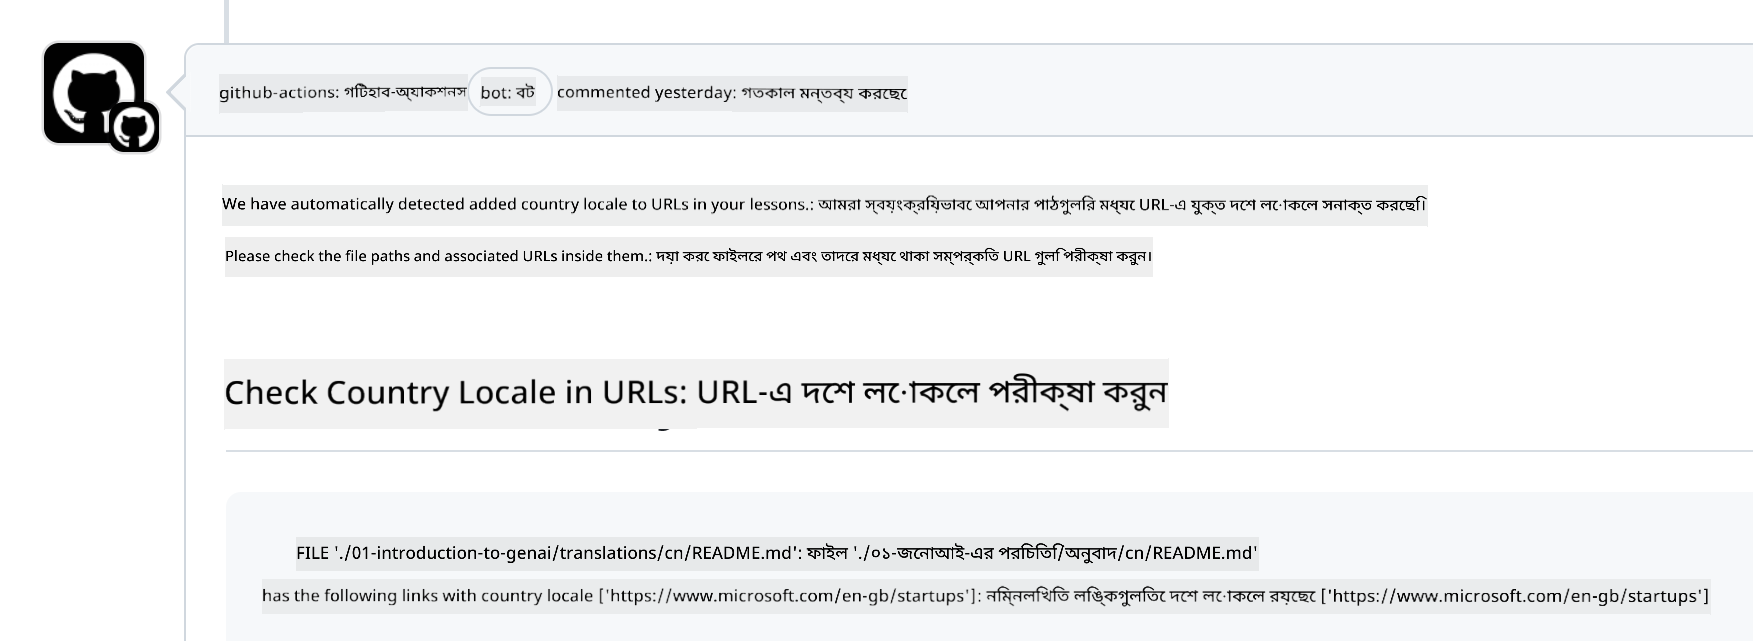 github-actions: গিটহাব-অ্যাকশনস bot: বট commented yesterday: গতকাল মন্তব্য করেছে
We have automatically detected added country locale to URLs in your lessons.: আমরা স্বয়ংক্রিয়ভাবে আপনার পাঠগুলির মধ্যে URL-এ যুক্ত দেশ লোকেল সনাক্ত করেছি।
Please check the file paths and associated URLs inside them.: দয়া করে ফাইলের পথ এবং তাদের মধ্যে থাকা সম্পর্কিত URL গুলি পরীক্ষা করুন।
Check Country Locale in URLs: URL-এ দেশ লোকেল পরীক্ষা করুন
FILE './01-introduction-to-genai/translations/cn/README.md': ফাইল './০১-জেনেআই-এর পরিচিতি/অনুবাদ/cn/README.md'
has the following links with country locale ['https://www.microsoft.com/en-gb/startups']: নিম্নলিখিত লিঙ্কগুলিতে দেশ লোকেল রয়েছে ['https://www.microsoft.com/en-gb/startups']